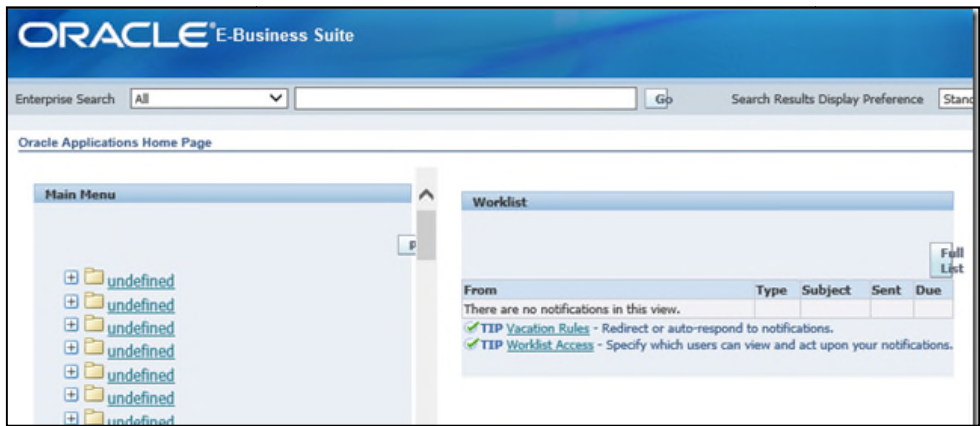 ORACLE E-Business Suite
Enterprise Search All Go Search Results Display Preference Stand
Oracle Applications Home Page
Main Menu
P
undefined
undefined
undefined
undefined
undefined
undefined
undefined
Worklist
Full
List
From Type Subject Sent Due
There are no notifications in this view.
TIP Vacation Rules - Redirect or auto-respond to notifications.
TIP Worklist Access - Specify which users can view and act upon your notifications.